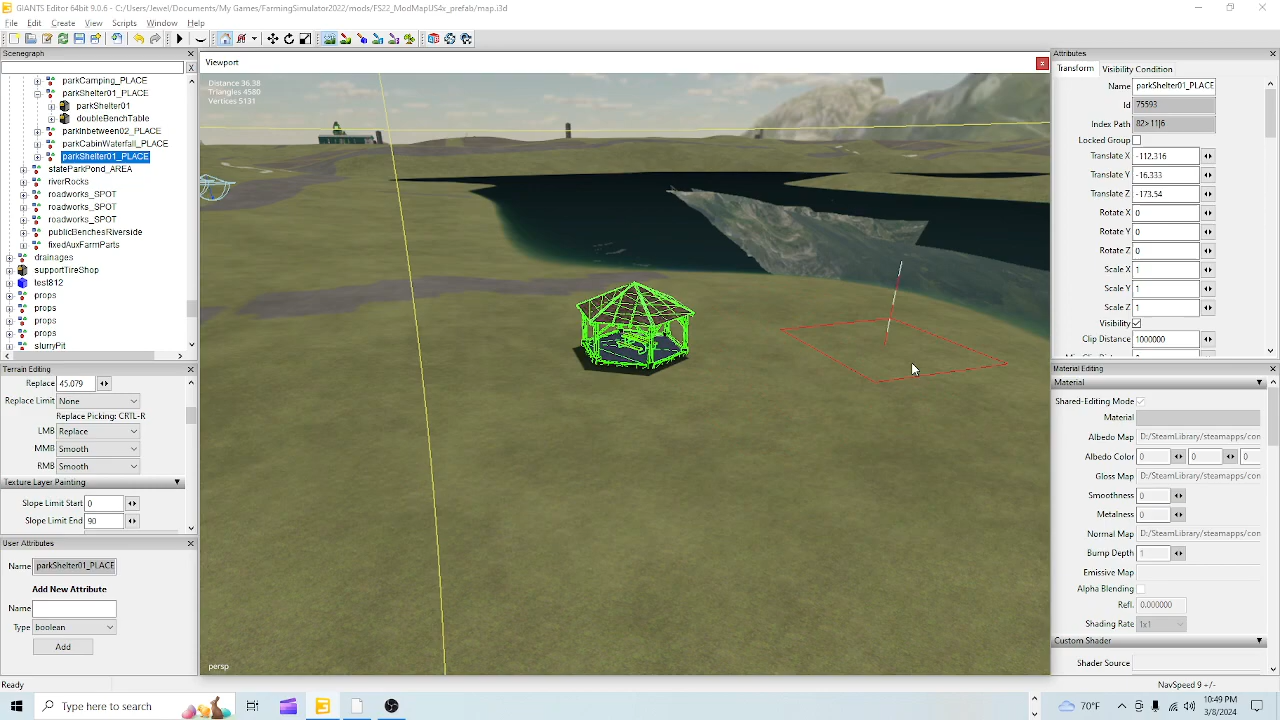 GIANTS Editor 64bit 9.0.6 - C:/Users/Jewel/Documents/My Games/FarmingSimulator2022/mods/FS22_ModMapUS4x_prefab/map.i3d
File Edit Create View Scripts Window Help
Scenegraph
X
parkCamping_PLACE
parkShelter01_PLACE
parkShelter01
doubleBenchTable
parkInbetween02_PLACE
parkCabinWaterfall_PLACE
parkShelter01_PLACE
stateParkPond_AREA
riverRocks
roadworks_SPOT
roadworks_SPOT
roadworks_SPOT
publicBenchesRiverside
fixedAuxFarmParts
drainages
supportTireShop
test812
props
props
props
props
slurryPit
Terrain Editing
Replace 45.079
Replace Limit None
Replace Picking: CRTL-R
LMB Replace
MMB Smooth
RMB Smooth
Texture Layer Painting
Slope Limit Start 0
Slope Limit End 90
User Attributes
Name parkShelter01_PLACE
Add New Attribute
Name
Type boolean
Add
Viewport
Distance 36.38
Triangles 4580
Vertices 5131
persp
Attributes
Transform Visibility Condition
Name parkShelter01_PLACE
Id 75593
Index Path 82>11|6
Locked Group
Translate X -112.316
Translate Y -16.333
Translate Z -173.54
Rotate X 0
Rotate Y 0
Rotate Z 0
Scale X 1
Scale Y 1
Scale Z 1
Visibility
Clip Distance 1000000
Material Editing
Material
Shared-Editing Mode
Material
Albedo Map D:/SteamLibrary/steamapps/con
Albedo Color 0 0 0
Gloss Map D:/SteamLibrary/steamapps/con
Smoothness 0
Metalness 0
Normal Map D:/SteamLibrary/steamapps/con
Bump Depth 1
Emissive Map
Alpha Blending
Refl. 0.000000
Shading Rate 1x1
Custom Shader
Shader Source
Ready
NavSpeed 9 +/-
Type here to search
70°F
10:49 PM
3/8/2024